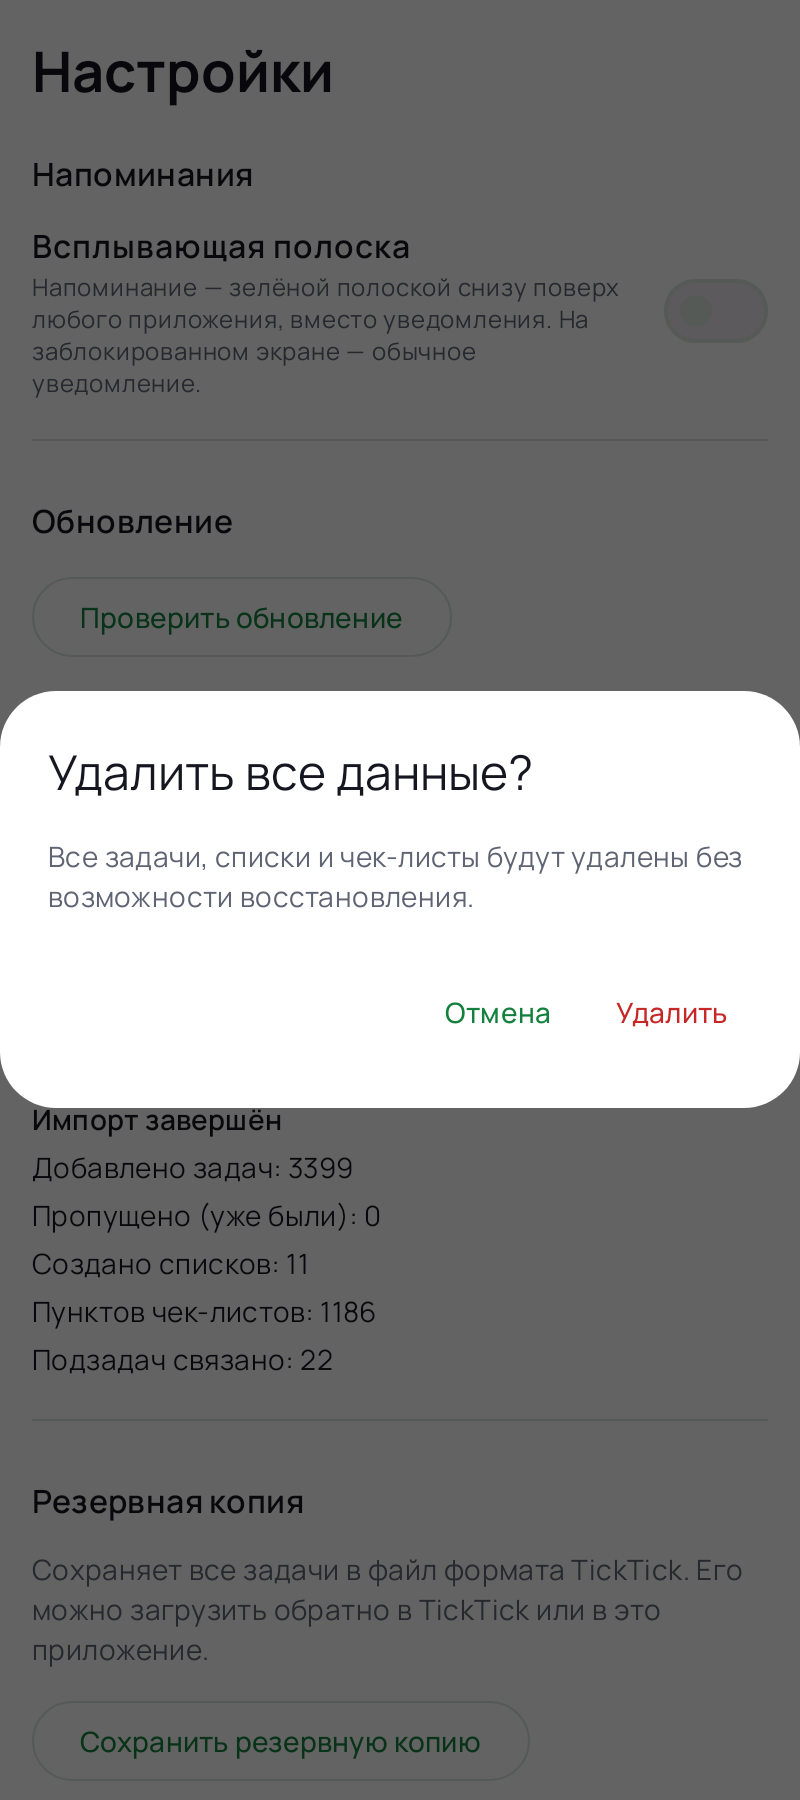 Настройки
Напоминания
Всплывающая полоска
Напоминание — зелёной полоской снизу поверх
любого приложения, вместо уведомления. На
заблокированном экране — обычное
уведомление.
Обновление
Проверить обновление
Удалить все данные?
Все задачи, списки и чек-листы будут удалены без
возможности восстановления.
Отмена
Удалить
Импорт завершён
Добавлено задач: 3399
Пропущено (уже были): 0
Создано списков: 11
Пунктов чек-листов: 1186
Подзадач связано: 22
Резервная копия
Сохраняет все задачи в файл формата TickTick. Его
можно загрузить обратно в TickTick или в это
приложение.
Сохранить резервную копию